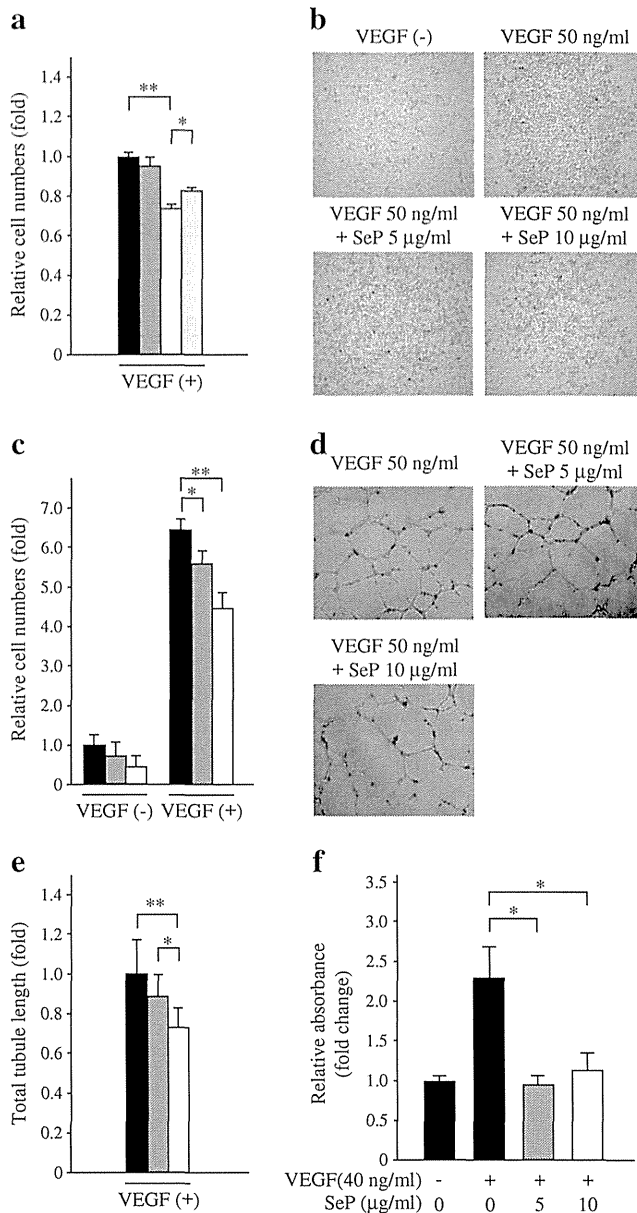 a
1.4
1.2
1.0
0.8
0.6
0.4
0.2
0
Relative cell numbers (fold)
**
*
VEGF (+)
b
VEGF (-)
VEGF 50 ng/ml
VEGF 50 ng/ml
+ SeP 5 µg/ml
VEGF 50 ng/ml
+ SeP 10 µg/ml
c
7.0
6.0
5.0
4.0
3.0
2.0
1.0
0
Relative cell numbers (fold)
**
*
VEGF (-)
VEGF (+)
d
VEGF 50 ng/ml
VEGF 50 ng/ml
+ SeP 5 µg/ml
VEGF 50 ng/ml
+ SeP 10 µg/ml
e
1.4
1.2
1.0
0.8
0.6
0.4
0.2
0
Total tubule length (fold)
**
*
VEGF (+)
f
3.5
3.0
2.5
2.0
1.5
1.0
0.5
0
Relative absorbance
(fold change)
*
*
VEGF(40 ng/ml) - + + +
SeP (µg/ml) 0 0 5 10